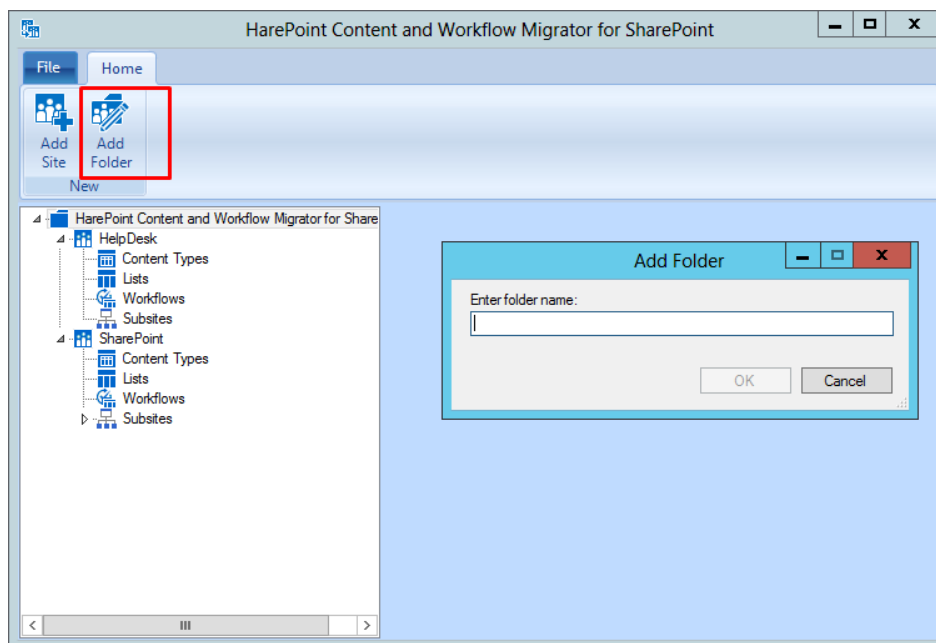 HarePoint Content and Workflow Migrator for SharePoint
File Home
Add Site
Add Folder
New
HarePoint Content and Workflow Migrator for Share
HelpDesk
Content Types
Lists
Workflows
Subsites
SharePoint
Content Types
Lists
Workflows
Subsites
Add Folder
Enter folder name:
OK Cancel